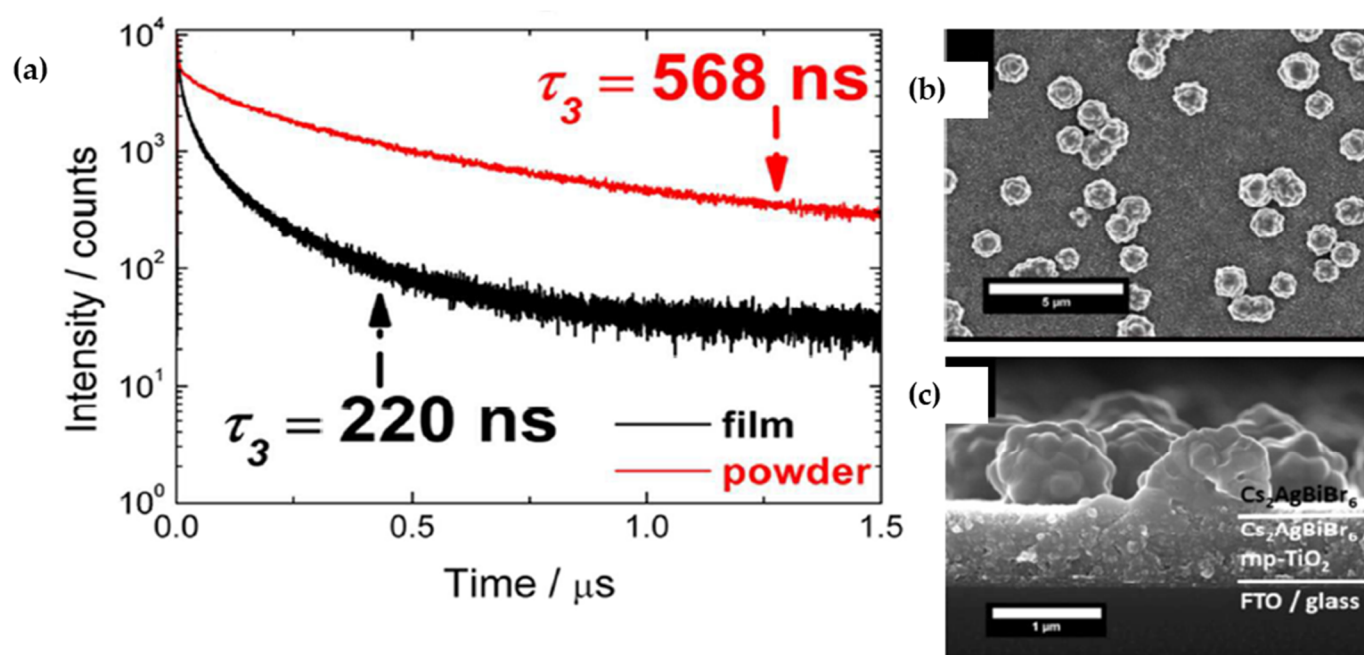 (a)
10⁴
10³
10²
10¹
10⁰
Intensity / counts
τ₃ = 568 ns
τ₃ = 220 ns
film
powder
0.0 0.5 1.0 1.5
Time / μs
(b)
5 μm
(c)
Cs₂AgBiBr₆
Cs₂AgBiBr₆
mp-TiO₂
FTO / glass
1 μm